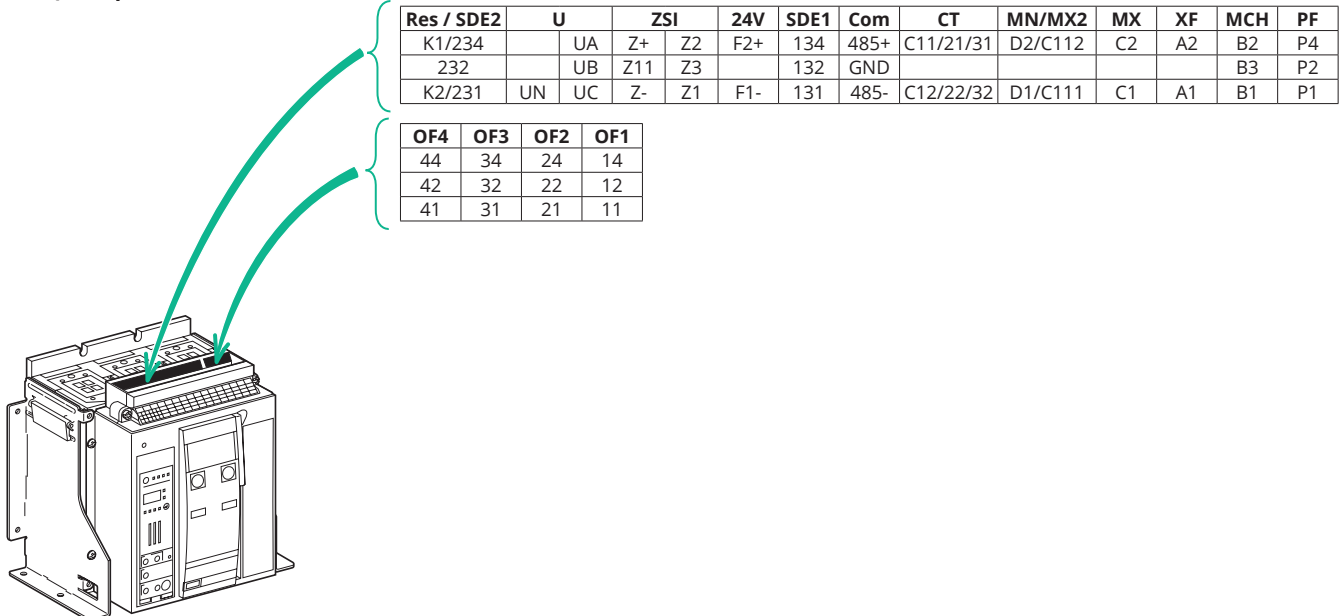 Res / SDE2 U ZSI 24V SDE1 Com CT MN/MX2 MX XF MCH PF
K1/234 UA Z+ Z2 F2+ 134 485+ C11/21/31 D2/C112 C2 A2 B2 P4
232 UB Z11 Z3 132 GND B3 P2
K2/231 UN UC Z- Z1 F1- 131 485- C12/22/32 D1/C111 C1 A1 B1 P1
OF4 OF3 OF2 OF1
44 34 24 14
42 32 22 12
41 31 21 11